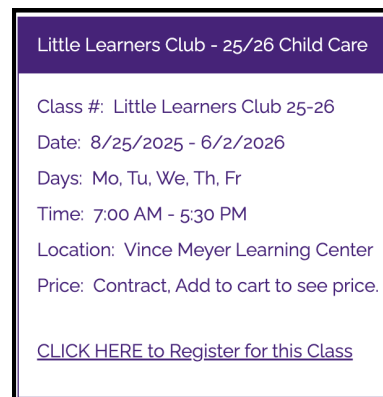 Little Learners Club - 25/26 Child Care
Class #: Little Learners Club 25-26
Date: 8/25/2025 - 6/2/2026
Days: Mo, Tu, We, Th, Fr
Time: 7:00 AM - 5:30 PM
Location: Vince Meyer Learning Center
Price: Contract, Add to cart to see price.
CLICK HERE to Register for this Class